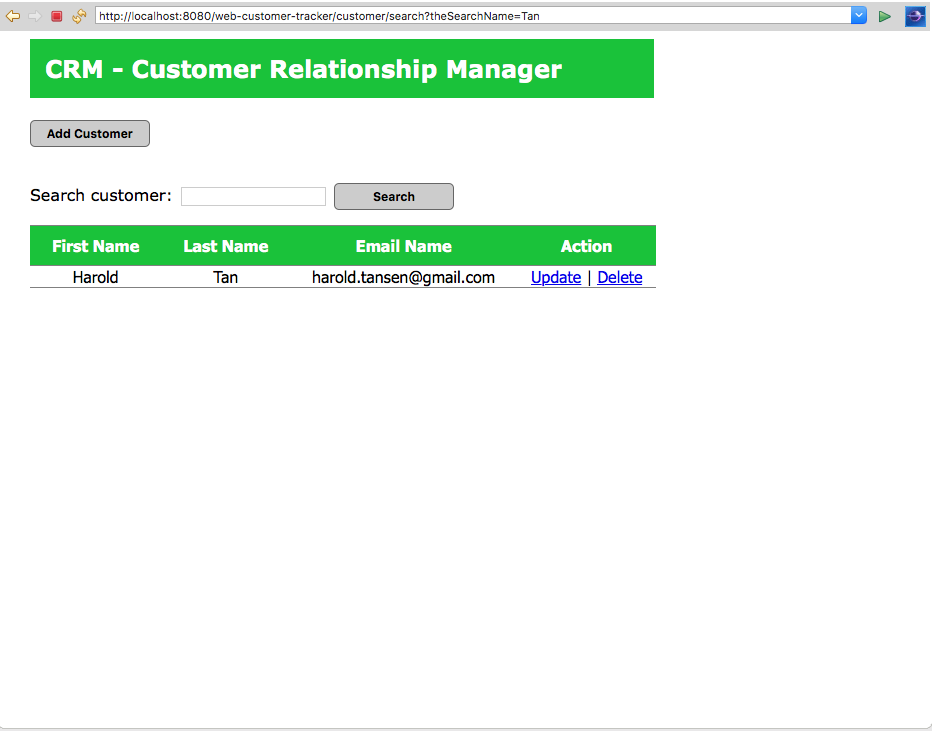 http://localhost:8080/web-customer-tracker/customer/search?theSearchName=Tan
CRM - Customer Relationship Manager
Add Customer
Search customer: Search
First Name Last Name Email Name Action
Harold Tan harold.tansen@gmail.com Update | Delete